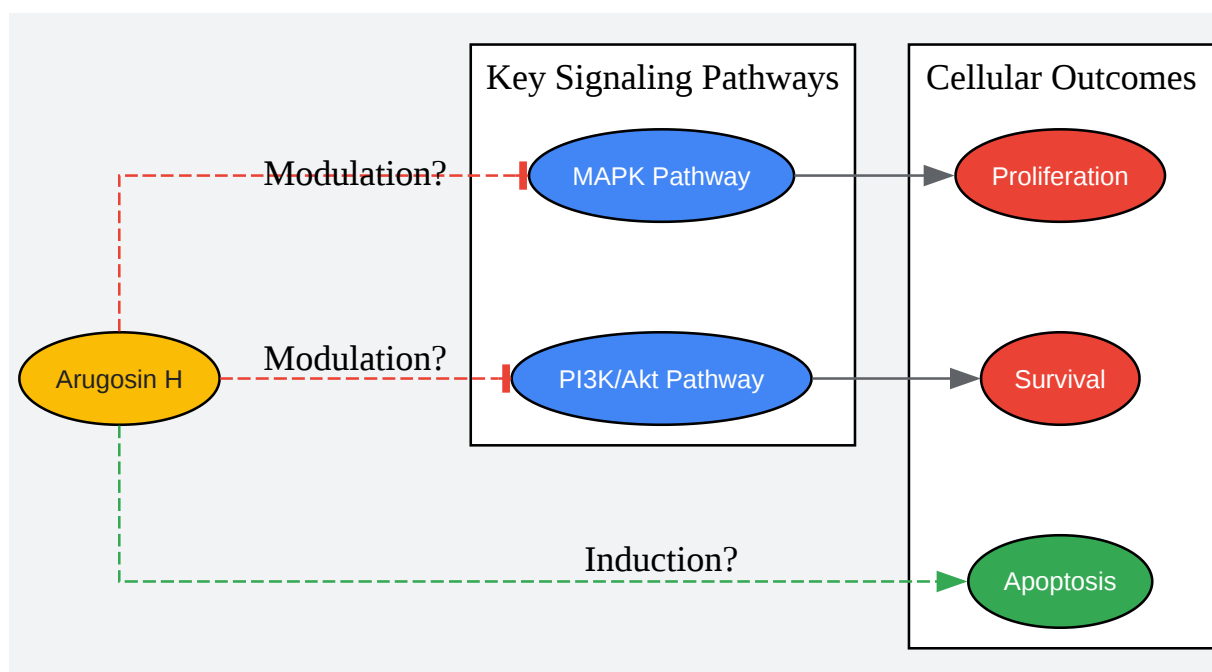 Key Signaling Pathways
Cellular Outcomes
Modulation?
MAPK Pathway
Proliferation
Arugosin H
Modulation?
PI3K/Akt Pathway
Survival
Induction?
Apoptosis